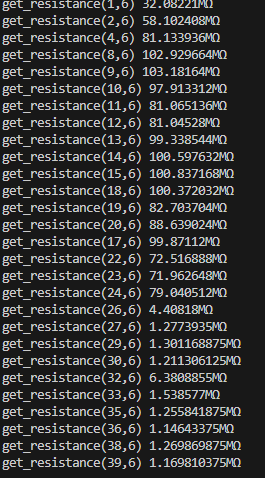 get_resistance(1,6) 32.08221MΩ
get_resistance(2,6) 58.102408MΩ
get_resistance(4,6) 81.133936MΩ
get_resistance(8,6) 102.929664MΩ
get_resistance(9,6) 103.18164MΩ
get_resistance(10,6) 97.913312MΩ
get_resistance(11,6) 81.065136MΩ
get_resistance(12,6) 81.04528MΩ
get_resistance(13,6) 99.338544MΩ
get_resistance(14,6) 100.597632MΩ
get_resistance(15,6) 100.837168MΩ
get_resistance(18,6) 100.372032MΩ
get_resistance(19,6) 82.703704MΩ
get_resistance(20,6) 88.639024MΩ
get_resistance(17,6) 99.87112MΩ
get_resistance(22,6) 72.516888MΩ
get_resistance(23,6) 71.962648MΩ
get_resistance(24,6) 79.040512MΩ
get_resistance(26,6) 4.40818MΩ
get_resistance(27,6) 1.2773935MΩ
get_resistance(29,6) 1.301168875MΩ
get_resistance(30,6) 1.211306125MΩ
get_resistance(32,6) 6.3808855MΩ
get_resistance(33,6) 1.538577MΩ
get_resistance(35,6) 1.255841875MΩ
get_resistance(36,6) 1.14643375MΩ
get_resistance(38,6) 1.269869875MΩ
get_resistance(39,6) 1.169810375MΩ